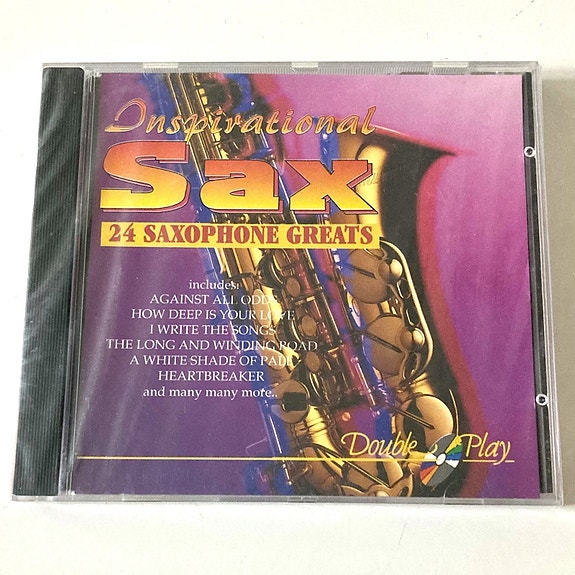 Inspirational
Sax
24 SAXOPHONE GREATS
includes:
AGAINST ALL ODDS
HOW DEEP IS YOUR LOVE
I WRITE THE SONGS
THE LONG AND WINDING ROAD
A WHITE SHADE OF PALE
HEARTBREAKER
and many many more..
Double Play